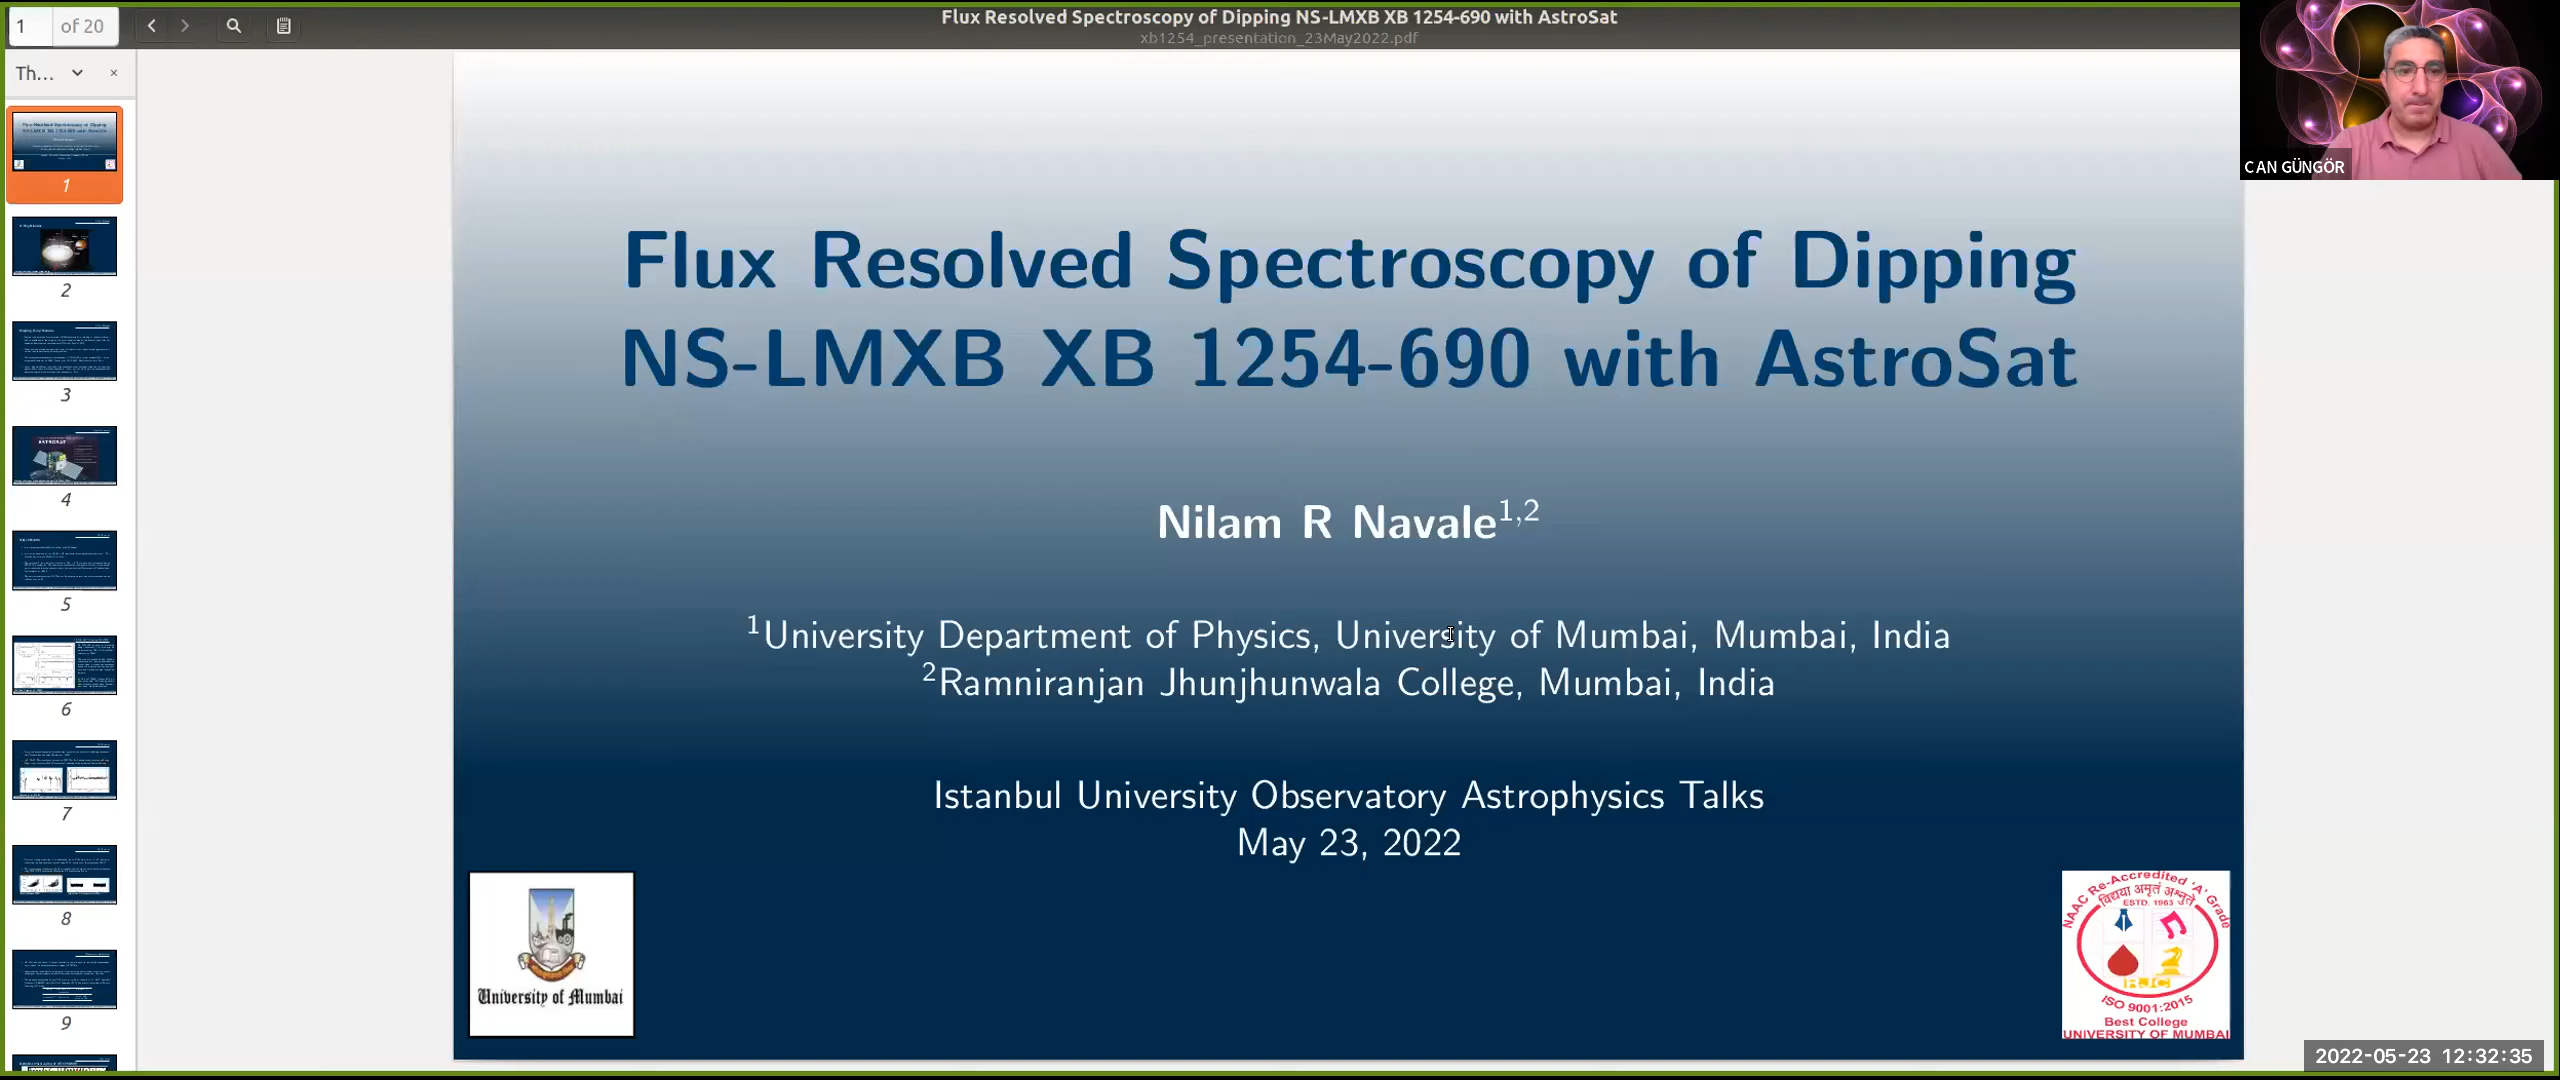 1 of 20
Flux Resolved Spectroscopy of Dipping NS-LMXB XB 1254-690 with AstroSat
xb1254_presentation_23May2022.pdf
Th...
1
2
3
4
5
6
7
8
9
CAN GÜNGÖR
Flux Resolved Spectroscopy of Dipping
NS-LMXB XB 1254-690 with AstroSat
Nilam R Navale1,2
1University Department of Physics, University of Mumbai, Mumbai, India
2Ramniranjan Jhunjhunwala College, Mumbai, India
Istanbul University Observatory Astrophysics Talks
May 23, 2022
University of Mumbai
NAAC Re-Accredited 'A' Grade
विद्यया अमृतं अश्नुते
ESTD. 1963
RJC
ISO 9001:2015
Best College
UNIVERSITY OF MUMBAI
2022-05-23 12:32:35